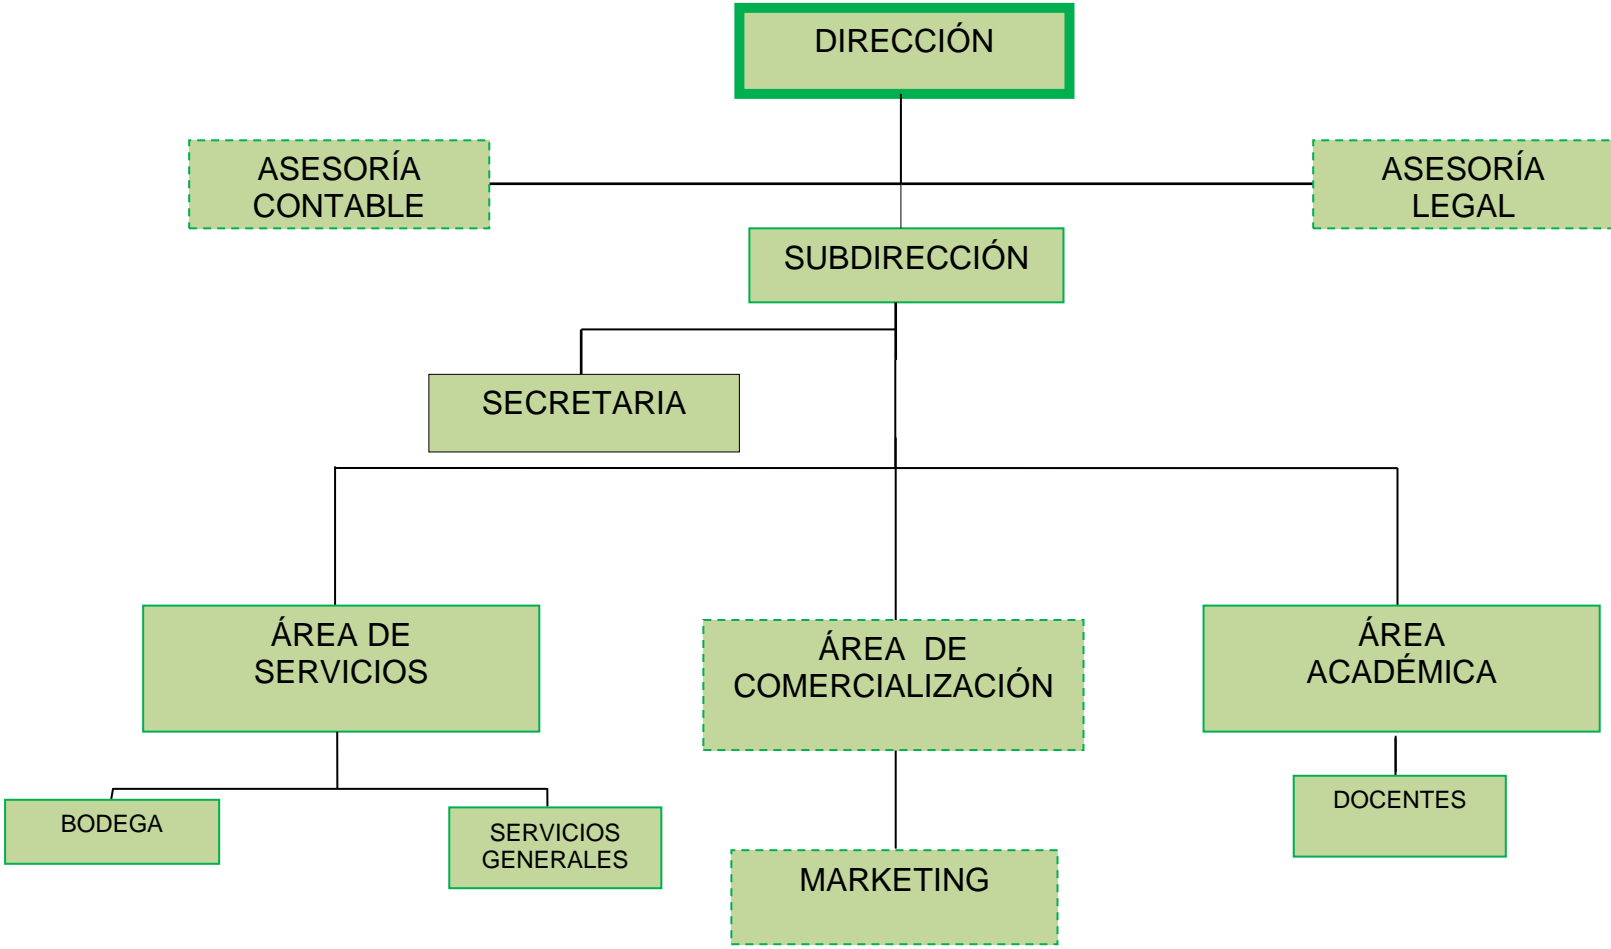 DIRECCIÓN
ASESORÍA
CONTABLE
ASESORÍA
LEGAL
SUBDIRECCIÓN
SECRETARIA
ÁREA DE
SERVICIOS
ÁREA  DE
COMERCIALIZACIÓN
ÁREA
ACADÉMICA
BODEGA
SERVICIOS
GENERALES
MARKETING
DOCENTES